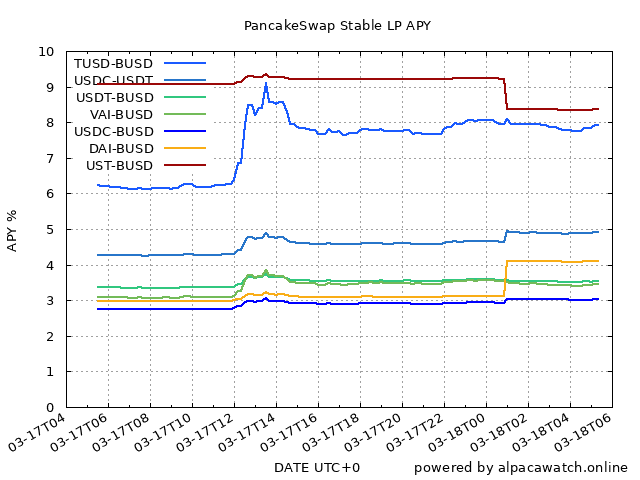 PancakeSwap Stable LP APY
10
9
8
7
6
5
4
3
2
1
0
APY %
TUSD-BUSD
USDC-USDT
USDT-BUSD
VAI-BUSD
USDC-BUSD
DAI-BUSD
UST-BUSD
03-17T04
03-17T06
03-17T08
03-17T10
03-17T12
03-17T14
03-17T16
03-17T18
03-17T20
03-17T22
03-18T00
03-18T02
03-18T04
03-18T06
DATE UTC+0
powered by alpacawatch.online